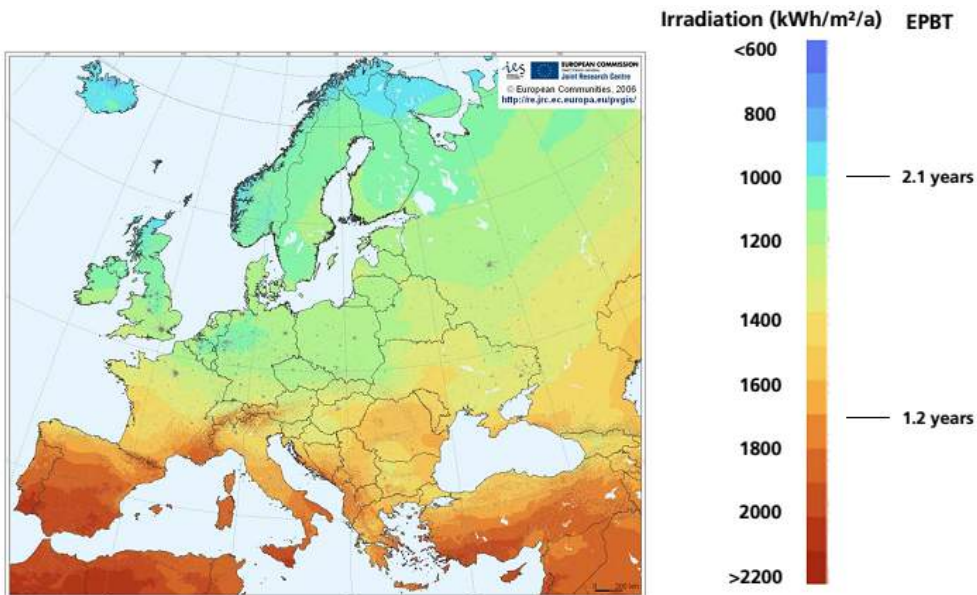 Irradiation (kWh/m²/a) EPBT
<600
800
1000
2.1 years
1200
1400
1600
1.2 years
1800
2000
>2200
ies
EUROPEAN COMMISSION
Joint Research Centre
© European Communities, 2006
http://re.jrc.ec.europa.eu/pvgis/